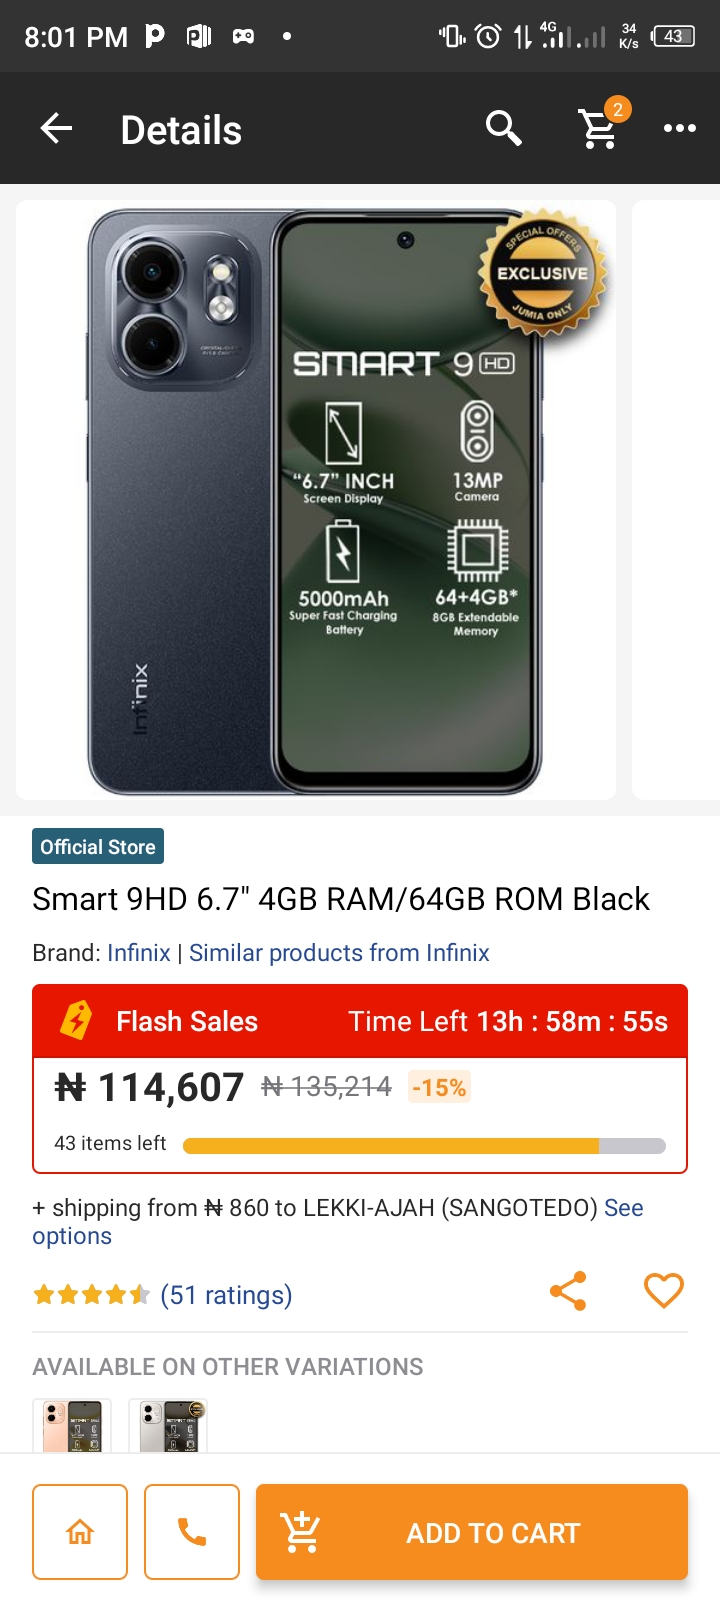 8:01 PM
4G
34
K/s
43
Details
2
SPECIAL OFFERS
EXCLUSIVE
JUMIA ONLY
SMART 9 HD
"6.7" INCH
Screen Display
13MP
Camera
5000mAh
Super Fast Charging
Battery
64+4GB*
8GB Extendable
Memory
Infinix
Official Store
Smart 9HD 6.7" 4GB RAM/64GB ROM Black
Brand: Infinix | Similar products from Infinix
Flash Sales
Time Left 13h : 58m : 55s
₦ 114,607 ₦ 135,214 -15%
43 items left
+ shipping from ₦ 860 to LEKKI-AJAH (SANGOTEDO) See
options
(51 ratings)
AVAILABLE ON OTHER VARIATIONS
ADD TO CART